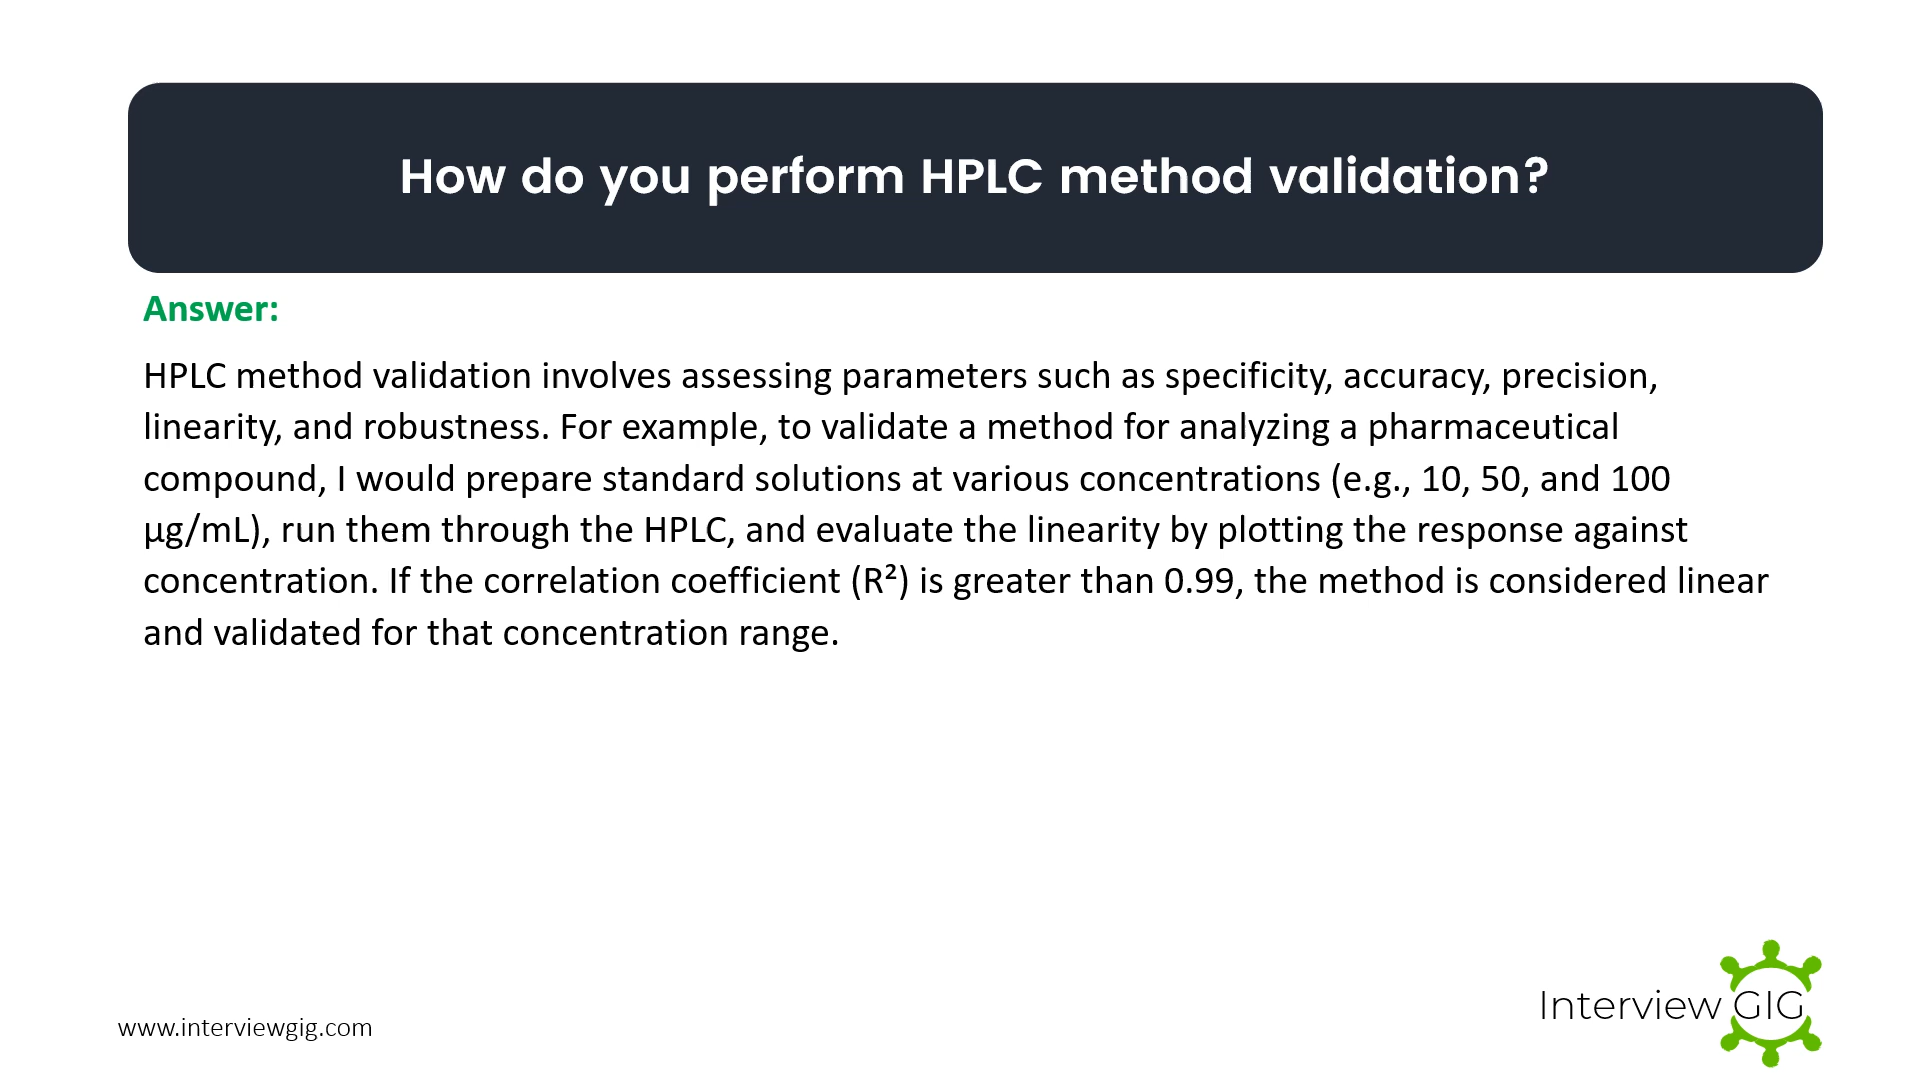 How do you perform HPLC method validation?
Answer:
HPLC method validation involves assessing parameters such as specificity, accuracy, precision,
linearity, and robustness. For example, to validate a method for analyzing a pharmaceutical
compound, I would prepare standard solutions at various concentrations (e.g., 10, 50, and 100
µg/mL), run them through the HPLC, and evaluate the linearity by plotting the response against
concentration. If the correlation coefficient (R²) is greater than 0.99, the method is considered linear
and validated for that concentration range.
Interview GIG
www.interviewgig.com